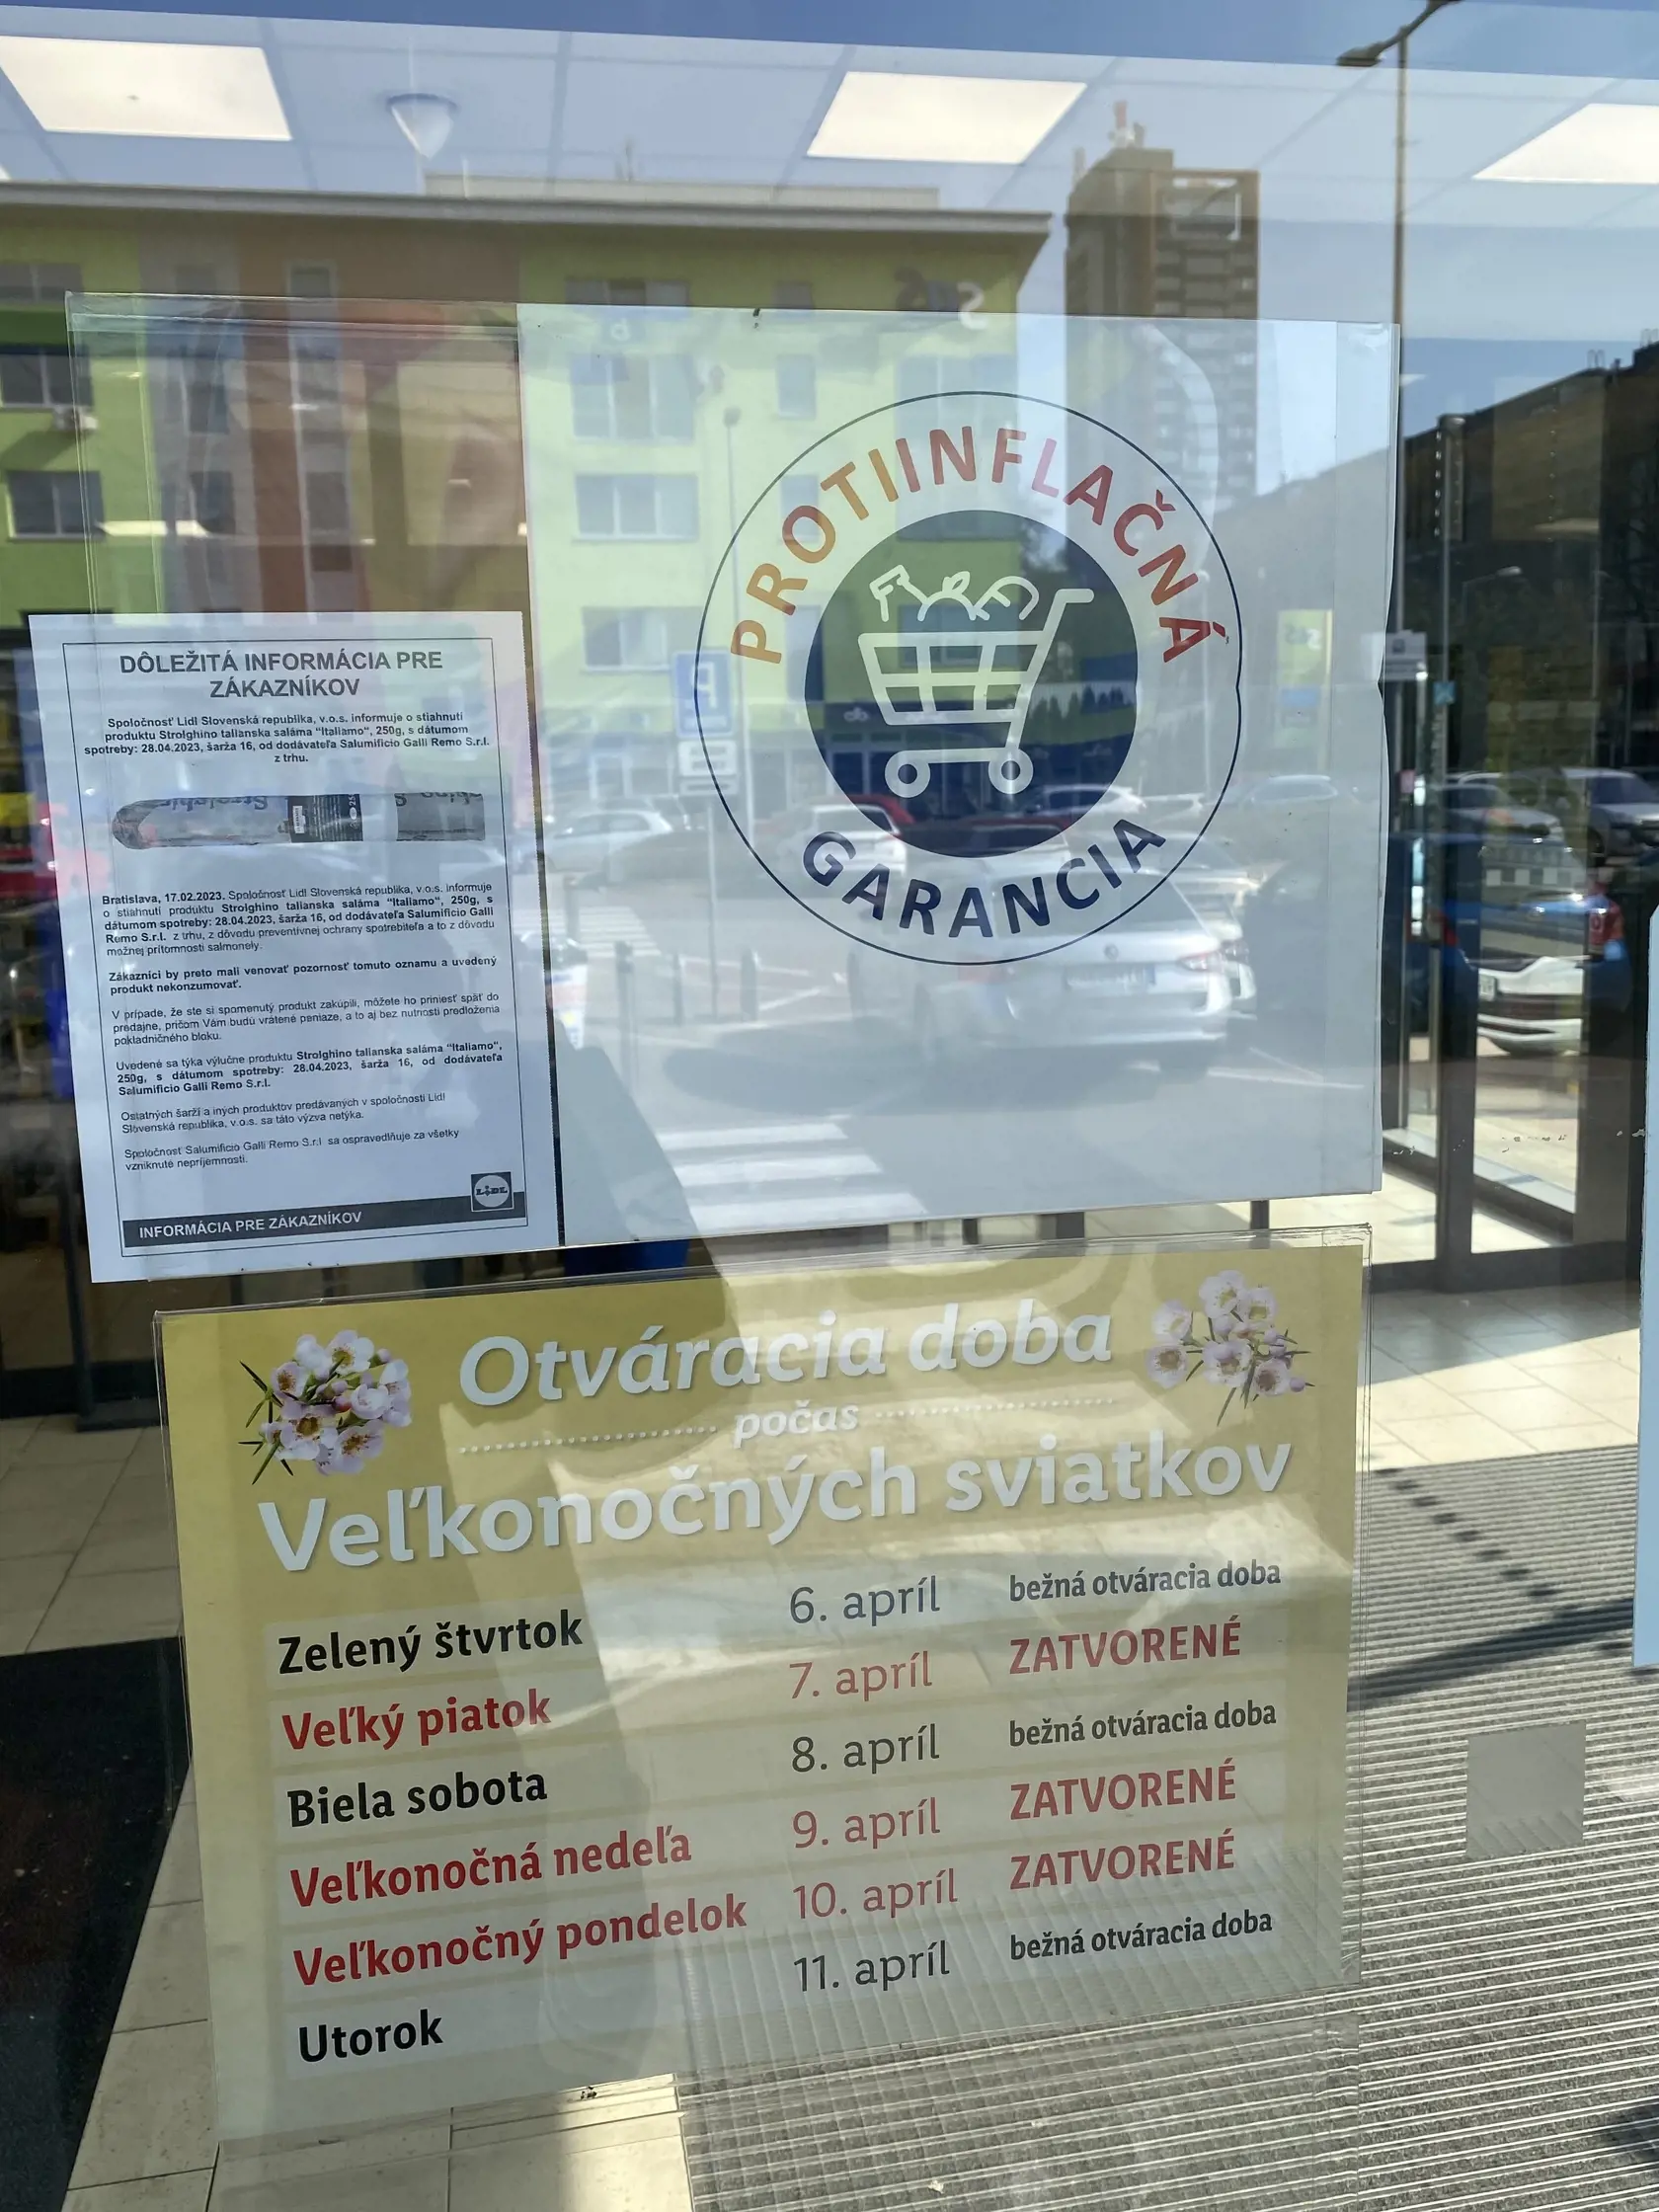 PROTIINFLAČNÁ
GARANCIA
DÔLEŽITÁ INFORMÁCIA PRE
ZÁKAZNÍKOV
Spoločnosť Lidl Slovenská republika, v.o.s. informuje o stiahnutí
produktu Strolghino talianska saláma "Italiamo", 250g, s dátumom
spotreby: 28.04.2023, šarža 16, od dodávateľa Salumificio Galli Remo S.r.l.
z trhu.
Bratislava, 17.02.2023. Spoločnosť Lidl Slovenská republika, v.o.s. informuje
o stiahnutí produktu Strolghino talianska saláma "Italiamo", 250g, s
dátumom spotreby: 28.04.2023, šarža 16, od dodávateľa Salumificio Galli
Remo S.r.l. z trhu, z dôvodu preventívnej ochrany spotrebiteľa a to z dôvodu
možnej prítomnosti salmonely.
Zákazníci by preto mali venovať pozornosť tomuto oznamu a uvedený
produkt nekonzumovať.
V prípade, že ste si spomenutý produkt zakúpili, môžete ho priniesť späť do
predajne, pričom Vám budú vrátené peniaze, a to aj bez nutnosti predloženia
pokladničného bloku.
Uvedené sa týka výlučne produktu Strolghino talianska saláma "Italiamo",
250g, s dátumom spotreby: 28.04.2023, šarža 16, od dodávateľa
Salumificio Galli Remo S.r.l.
Ostatných šarží a iných produktov predávaných v spoločnosti Lidl
Slovenská republika, v.o.s. sa táto výzva netýka.
Spoločnosť Salumificio Galli Remo S.r.l sa ospravedlňuje za všetky
vzniknuté nepríjemnosti.
LIDL
INFORMÁCIA PRE ZÁKAZNÍKOV
Otváracia doba
počas
Veľkonočných sviatkov
Zelený štvrtok 6. apríl bežná otváracia doba
Veľký piatok 7. apríl ZATVORENÉ
Biela sobota 8. apríl bežná otváracia doba
Veľkonočná nedeľa 9. apríl ZATVORENÉ
Veľkonočný pondelok 10. apríl ZATVORENÉ
Utorok 11. apríl bežná otváracia doba